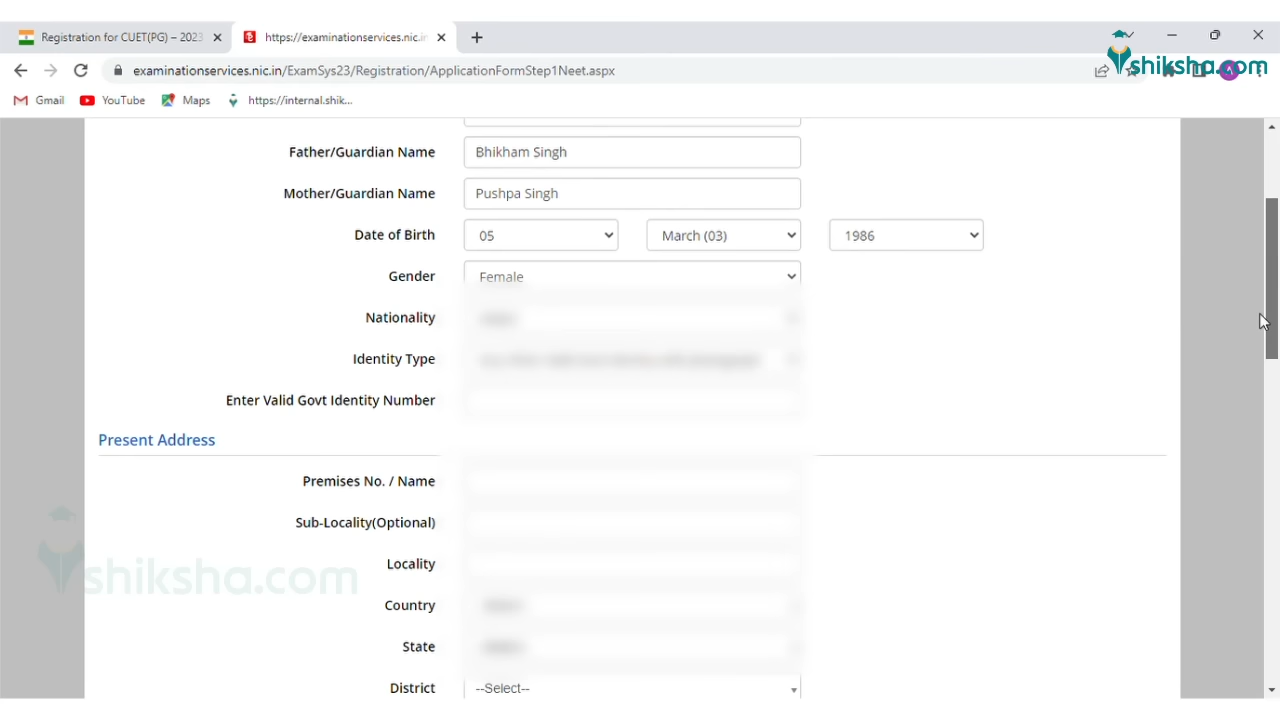 Registration for CUET(PG) – 2023
https://examinationservices.nic.in
examinationservices.nic.in/ExamSys23/Registration/ApplicationFormStep1Neet.aspx
shiksha.com
Gmail YouTube Maps https://internal.shik...
Father/Guardian Name Bhikham Singh
Mother/Guardian Name Pushpa Singh
Date of Birth 05 March (03) 1986
Gender Female
Nationality
Identity Type
Enter Valid Govt Identity Number
Present Address
Premises No. / Name
Sub-Locality(Optional)
Locality
shiksha.com
Country
State
District --Select--